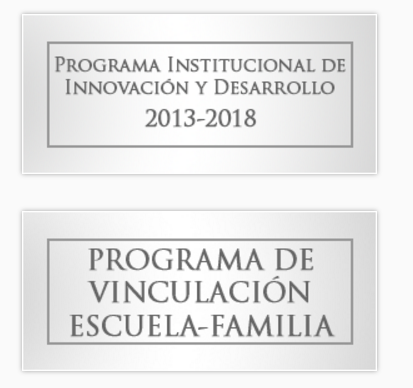 Programa Institucional de
Innovación y Desarrollo
2013-2018
PROGRAMA DE
VINCULACIÓN
ESCUELA-FAMILIA